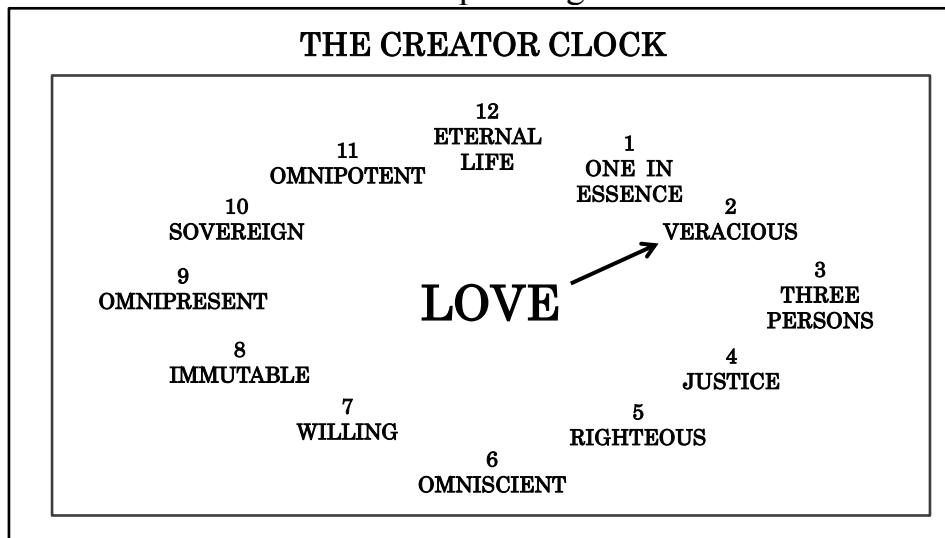 THE CREATOR CLOCK
12
ETERNAL
LIFE
1
ONE IN
ESSENCE
2
VERACIOUS
3
THREE
PERSONS
4
JUSTICE
5
RIGHTEOUS
6
OMNISCIENT
7
WILLING
8
IMMUTABLE
9
OMNIPRESENT
10
SOVEREIGN
11
OMNIPOTENT
LOVE